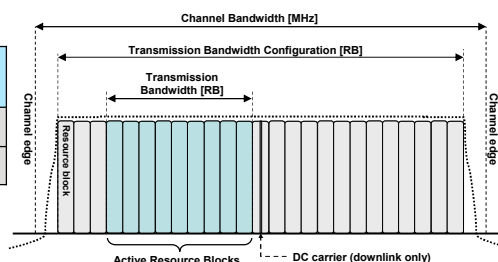 Channel Bandwidth [MHz]
Transmission Bandwidth Configuration [RB]
Transmission
Bandwidth [RB]
Channel edge
Resource block
Channel edge
Active Resource Blocks
DC carrier (downlink only)